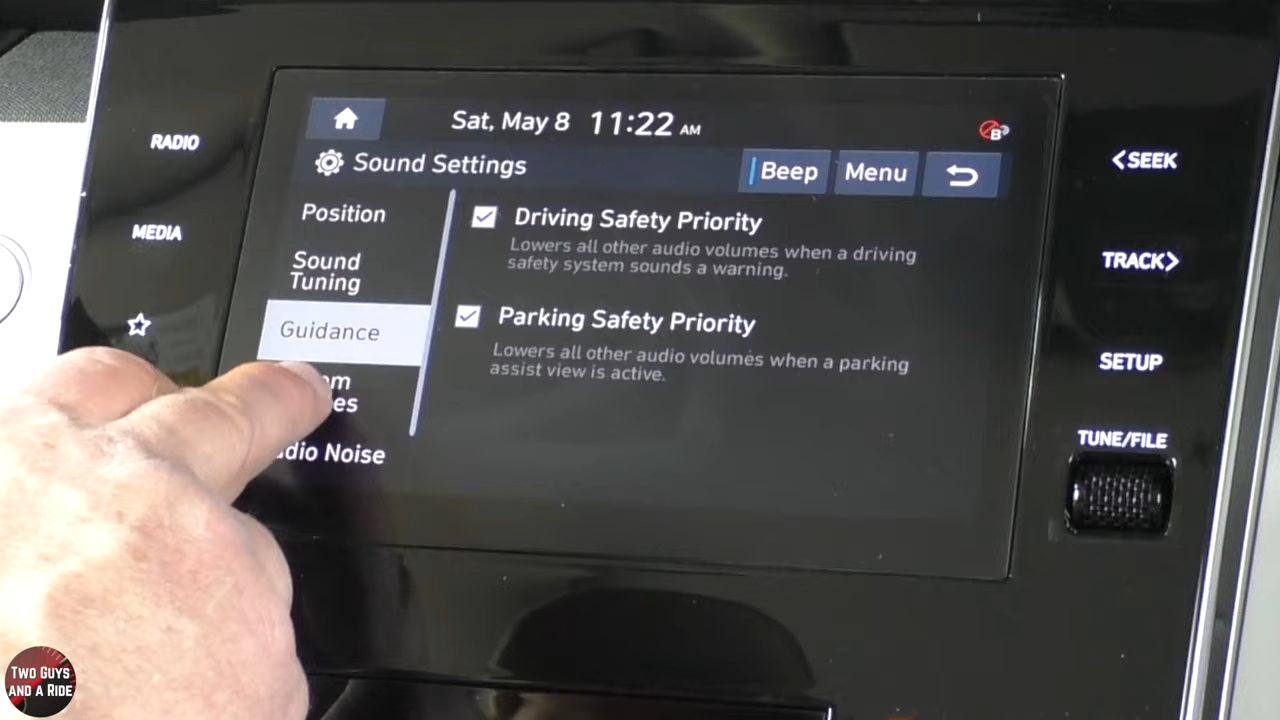 RADIO
MEDIA
Sat, May 8 11:22 AM
B
Sound Settings
Beep
Menu
Position
Sound
Tuning
Guidance
Driving Safety Priority
Lowers all other audio volumes when a driving
safety system sounds a warning.
Parking Safety Priority
Lowers all other audio volumes when a parking
assist view is active.
Noise
<SEEK
TRACK>
SETUP
TUNE/FILE
TWO GUYS
AND A RIDE